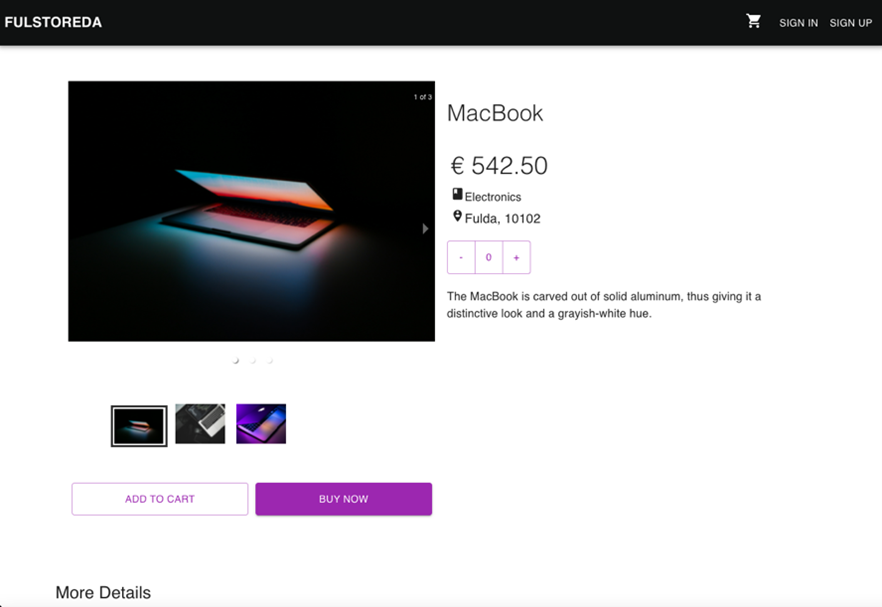 FULSTOREDA
SIGN IN
SIGN UP
1 of 3
MacBook
€ 542.50
Electronics
Fulda, 10102
- 0 +
The MacBook is carved out of solid aluminum, thus giving it a
distinctive look and a grayish-white hue.
ADD TO CART
BUY NOW
More Details